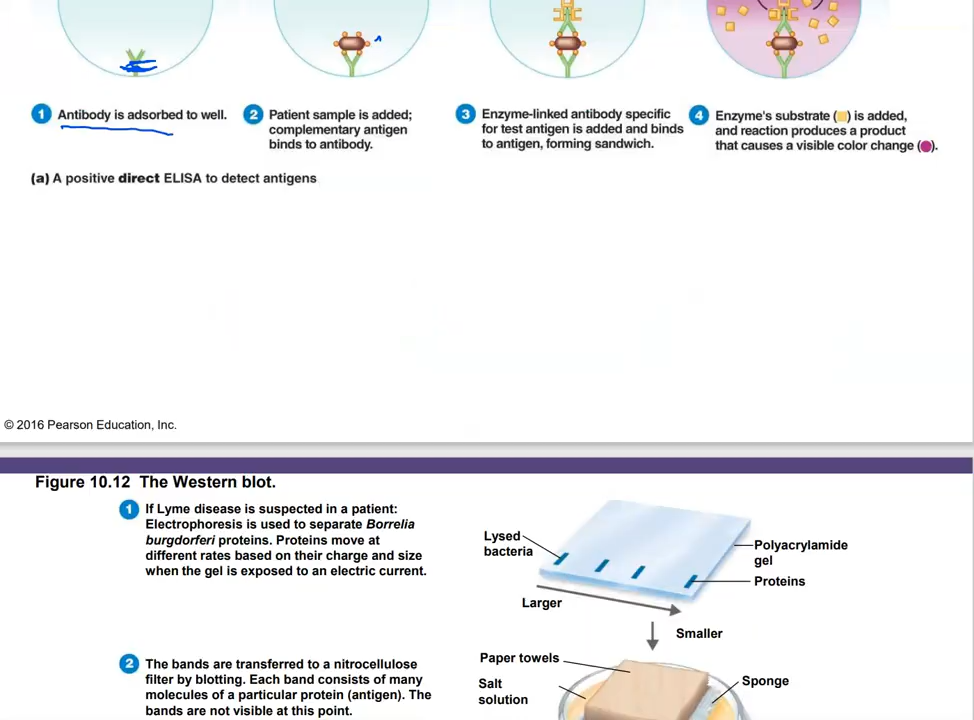 1 Antibody is adsorbed to well.
2 Patient sample is added;
complementary antigen
binds to antibody.
3 Enzyme-linked antibody specific
for test antigen is added and binds
to antigen, forming sandwich.
4 Enzyme's substrate ( ) is added,
and reaction produces a product
that causes a visible color change ( ).
(a) A positive direct ELISA to detect antigens
© 2016 Pearson Education, Inc.
Figure 10.12 The Western blot.
1 If Lyme disease is suspected in a patient:
Electrophoresis is used to separate Borrelia
burgdorferi proteins. Proteins move at
different rates based on their charge and size
when the gel is exposed to an electric current.
Lysed
bacteria
Polyacrylamide
gel
Proteins
Larger
Smaller
2 The bands are transferred to a nitrocellulose
filter by blotting. Each band consists of many
molecules of a particular protein (antigen). The
bands are not visible at this point.
Paper towels
Salt
solution
Sponge